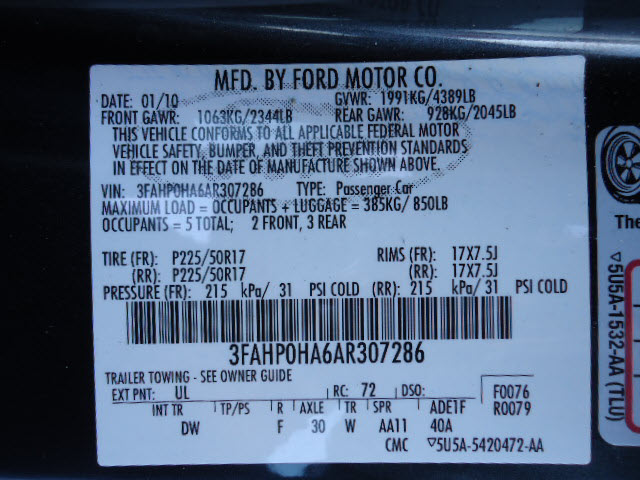 MFD. BY FORD MOTOR CO.
DATE: 01/10 GVWR: 1991KG/4389LB
FRONT GAWR: 1063KG/2344LB REAR GAWR: 928KG/2045LB
THIS VEHICLE CONFORMS TO ALL APPLICABLE FEDERAL MOTOR
VEHICLE SAFETY, BUMPER, AND THEFT PREVENTION STANDARDS
IN EFFECT ON THE DATE OF MANUFACTURE SHOWN ABOVE.
VIN: 3FAHP0HA6AR307286 TYPE: Passenger Car
MAXIMUM LOAD = OCCUPANTS + LUGGAGE = 385KG/ 850LB
OCCUPANTS = 5 TOTAL; 2 FRONT, 3 REAR
TIRE (FR): P225/50R17 RIMS (FR): 17X7.5J
(RR): P225/50R17 (RR): 17X7.5J
PRESSURE (FR): 215 kPa/ 31 PSI COLD (RR): 215 kPa/ 31 PSI COLD
3FAHP0HA6AR307286
TRAILER TOWING - SEE OWNER GUIDE
EXT PNT: UL RC: 72 DSO: F0076
R0079
INT TR TP/PS R AXLE TR SPR ADE1F
DW F 30 W AA11 40A
CMC ▽5U5A-5420472-AA
The
▽5U5A-1532-AA (TLU)